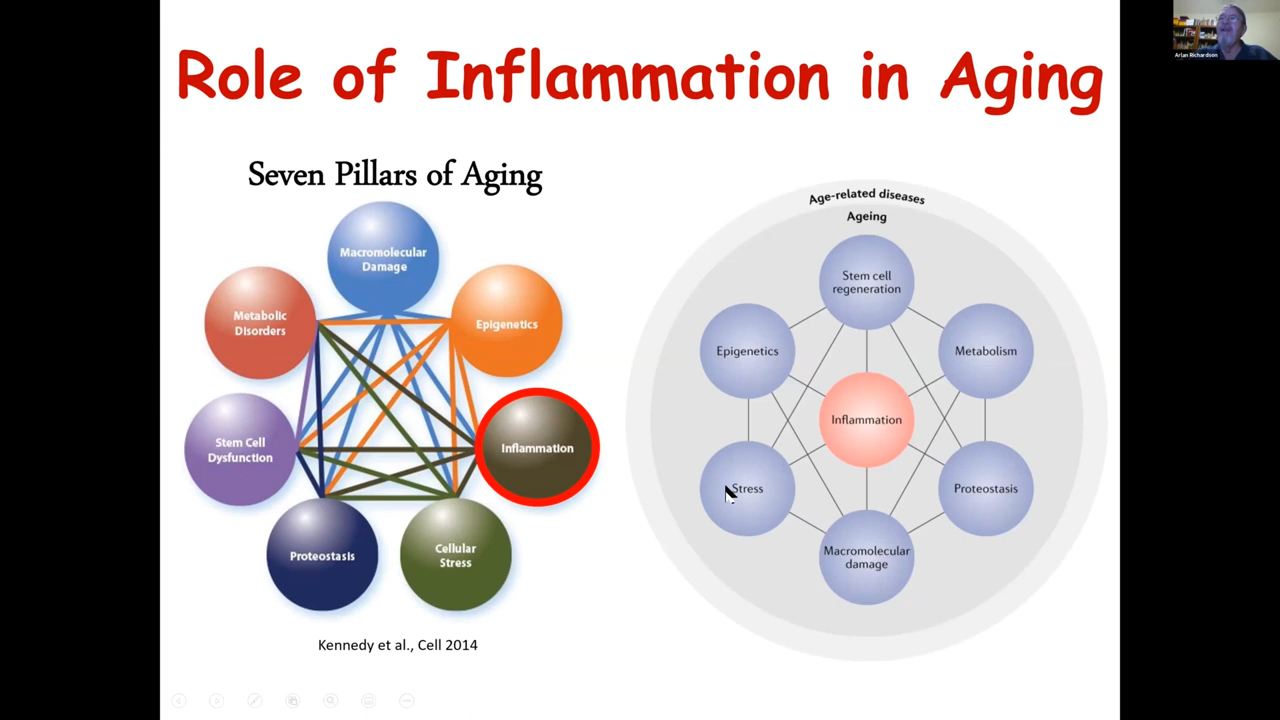 Role of Inflammation in Aging
Seven Pillars of Aging
Macromolecular
Damage
Metabolic
Disorders
Epigenetics
Stem Cell
Dysfunction
Inflammation
Proteostasis
Cellular
Stress
Kennedy et al., Cell 2014
Age-related diseases
Ageing
Stem cell
regeneration
Epigenetics
Metabolism
Inflammation
Stress
Proteostasis
Macromolecular
damage
Arlan Richardson